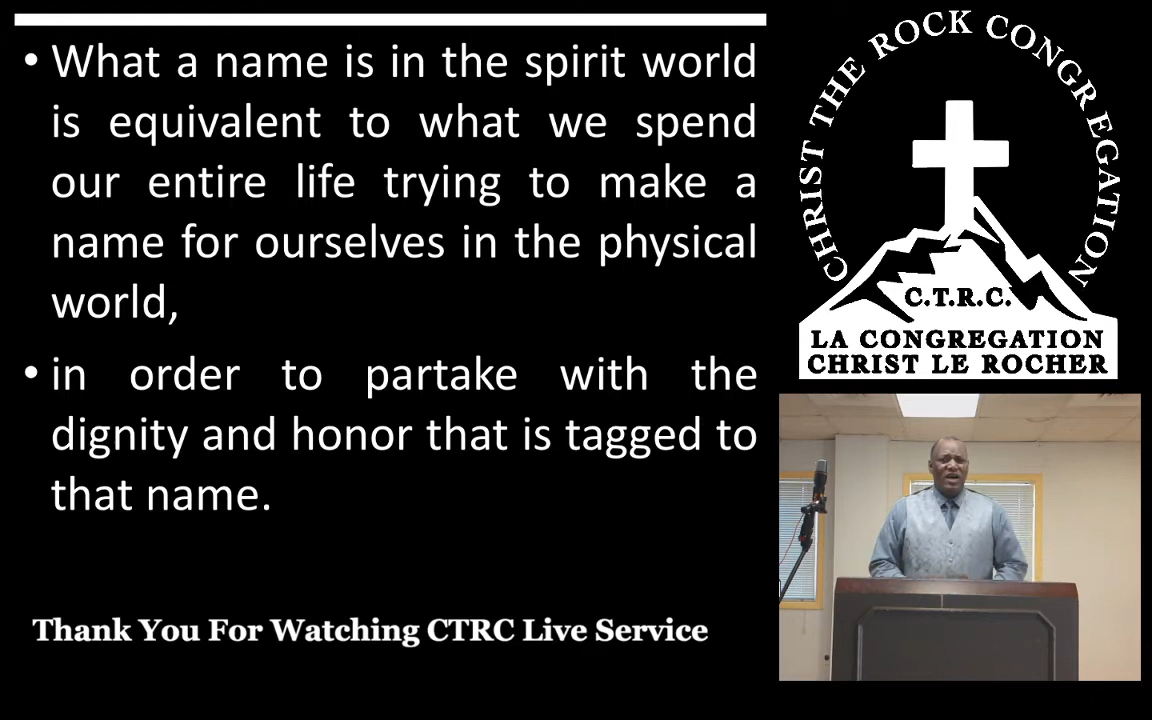 • What a name is in the spirit world
is equivalent to what we spend
our entire life trying to make a
name for ourselves in the physical
world,
• in order to partake with the
dignity and honor that is tagged to
that name.
Thank You For Watching CTRC Live Service
CHRIST THE ROCK CONGREGATION
C.T.R.C.
LA CONGREGATION
CHRIST LE ROCHER